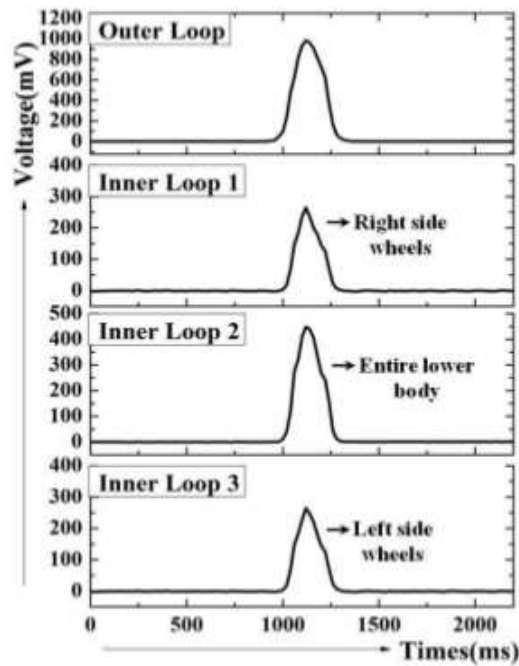 Voltage(mV)
Outer Loop
1200
1000
800
600
400
200
0
Inner Loop 1
400
300
200
100
0
Right side
wheels
Inner Loop 2
500
400
300
200
100
0
Entire lower
body
Inner Loop 3
400
300
200
100
0
Left side
wheels
0 500 1000 1500 2000
Times(ms)